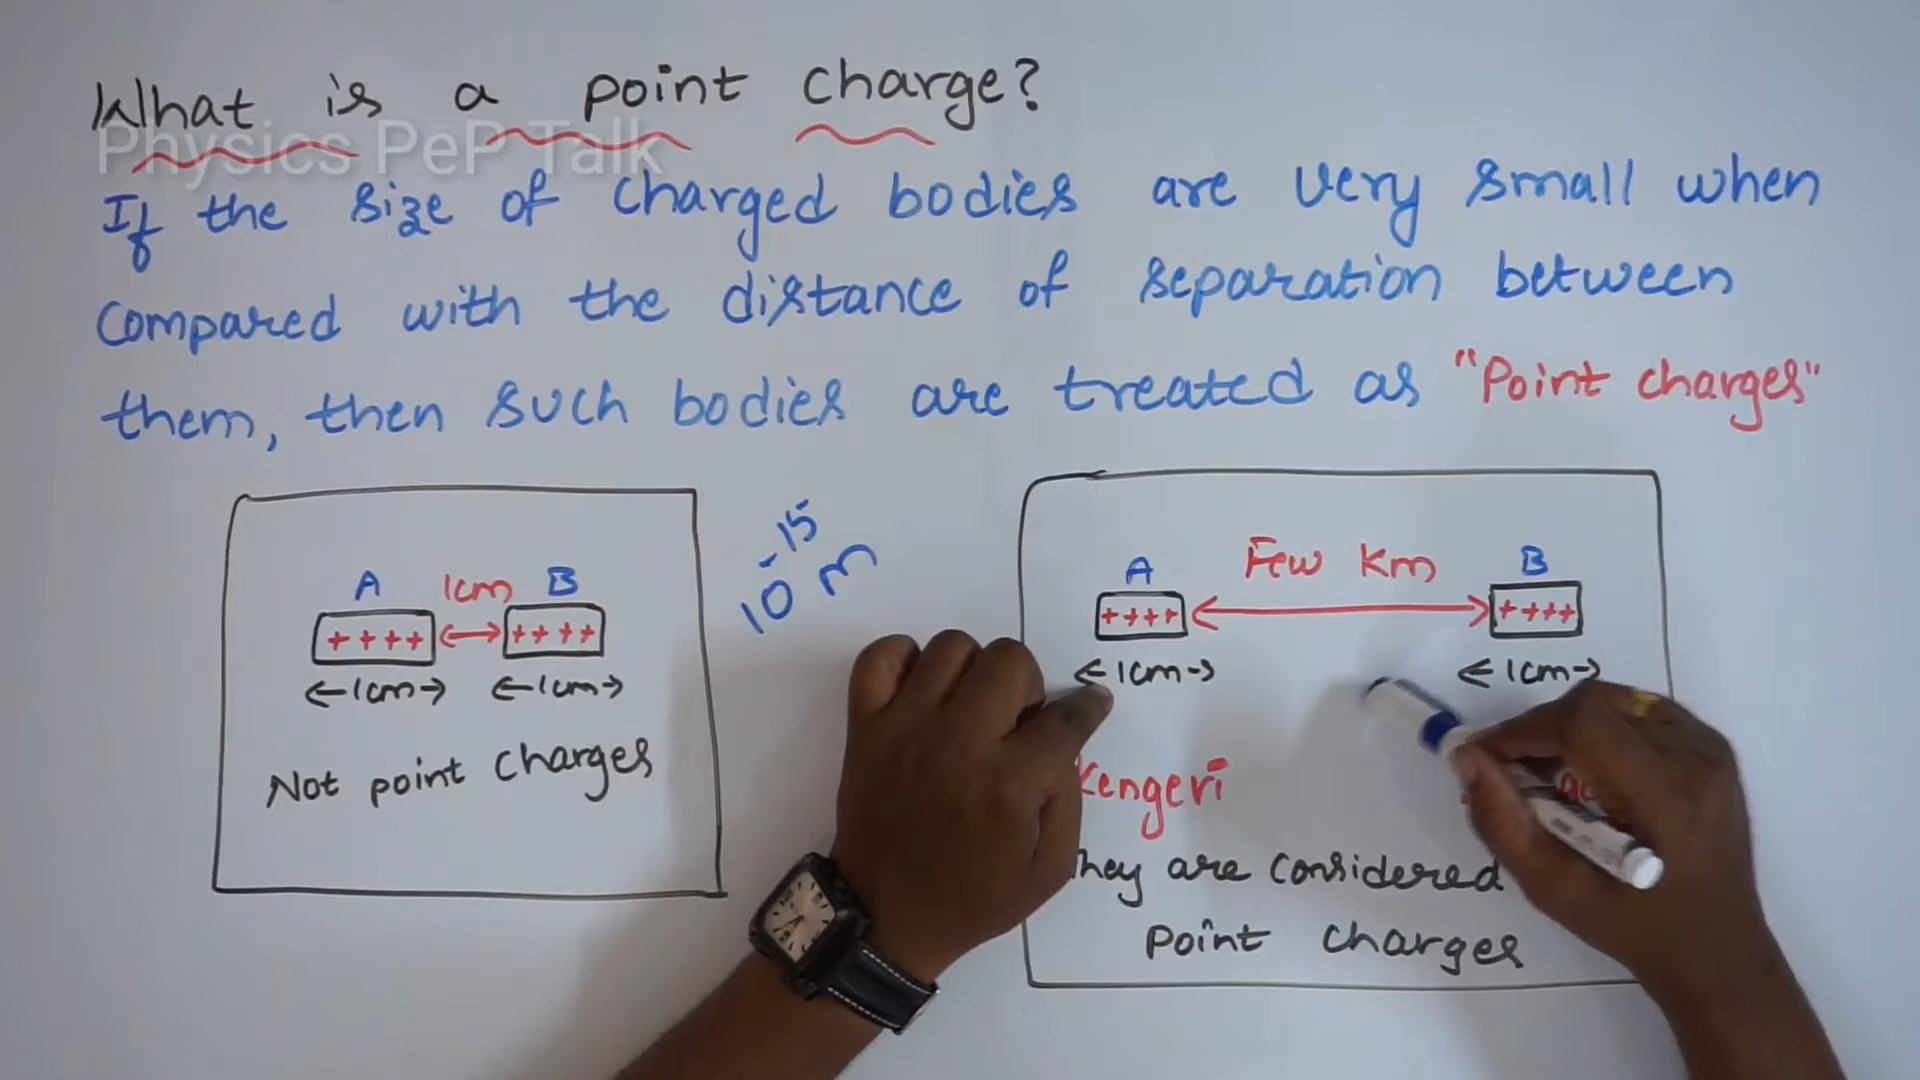 What is a point charge?
Physics PeP Talk
If the size of charged bodies are very small when
compared with the distance of separation between
them, then such bodies are treated as "Point charges"
A 1cm B
++++ ++++
1cm 1cm
Not point charges
10-15 m
A Few Km B
++++ ++++
1cm 1cm
Kengeri
are considered
point charges